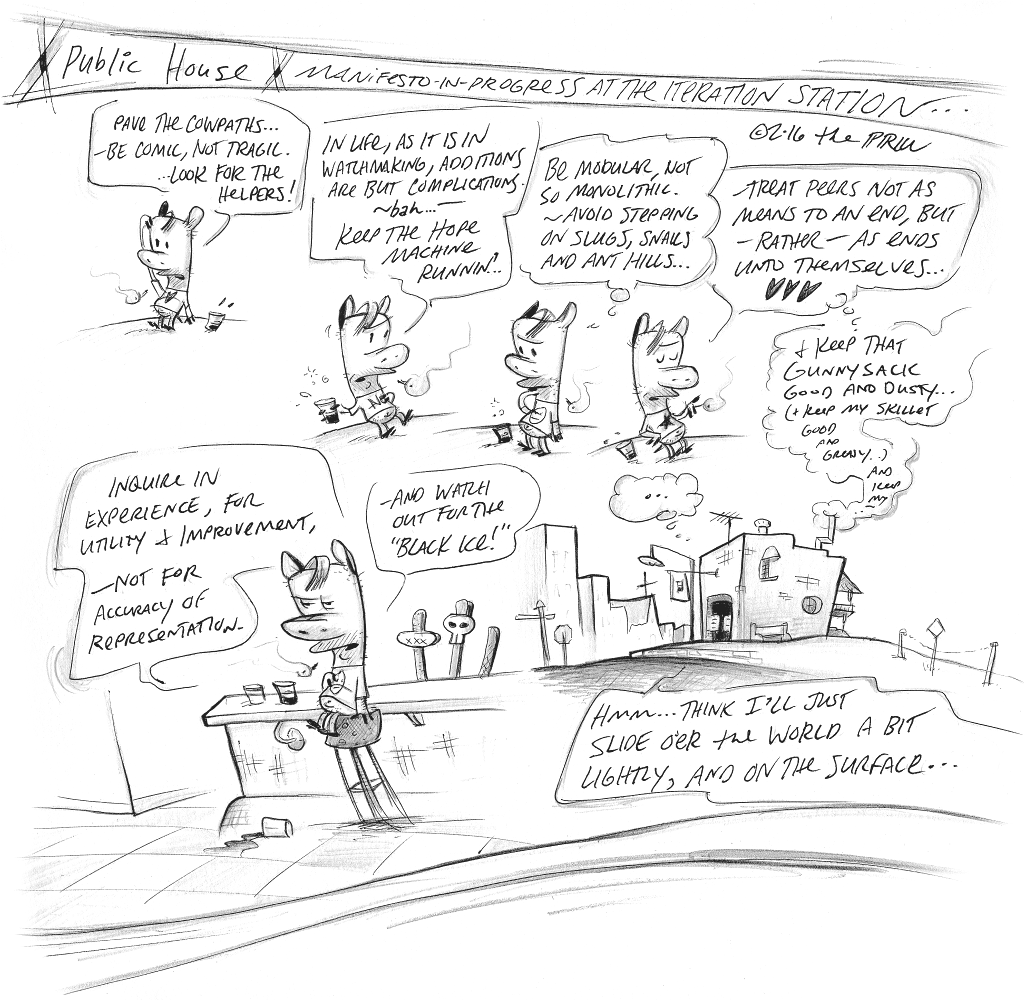 Public House
MANIFESTO-IN-PROGRESS AT THE ITERATION STATION...
©2.16 the
PAVE THE COWPATHS...
-BE COMIC, NOT TRAGIC.
...LOOK FOR THE
HELPERS!
IN LIFE, AS IT IS IN
WATCHMAKING, ADDITIONS
ARE BUT COMPLICATIONS.
~bah...—
KEEP THE HOPE
MACHINE
RUNNIN'...
BE MODULAR, NOT
SO MONOLITHIC.
~AVOID STEPPING
ON SLUGS, SNAILS
AND ANT HILLS...
-TREAT PEERS NOT AS
MEANS TO AN END, BUT
-RATHER- AS ENDS
UNTO THEMSELVES...
+ KEEP THAT
GUNNYSACK
GOOD AND DUSTY...
(+ KEEP MY SKILLET
GOOD
AND
GREASY..)
AND
KEEP
MY
N
INQUIRE IN
EXPERIENCE, FOR
UTILITY & IMPROVEMENT,
—NOT FOR
ACCURACY OF
REPRESENTATION..
-AND WATCH
OUT FOR THE
"BLACK ICE!"
XXX
...
HMM...THINK I'LL JUST
SLIDE O'ER the WORLD A BIT
LIGHTLY, AND ON THE SURFACE...